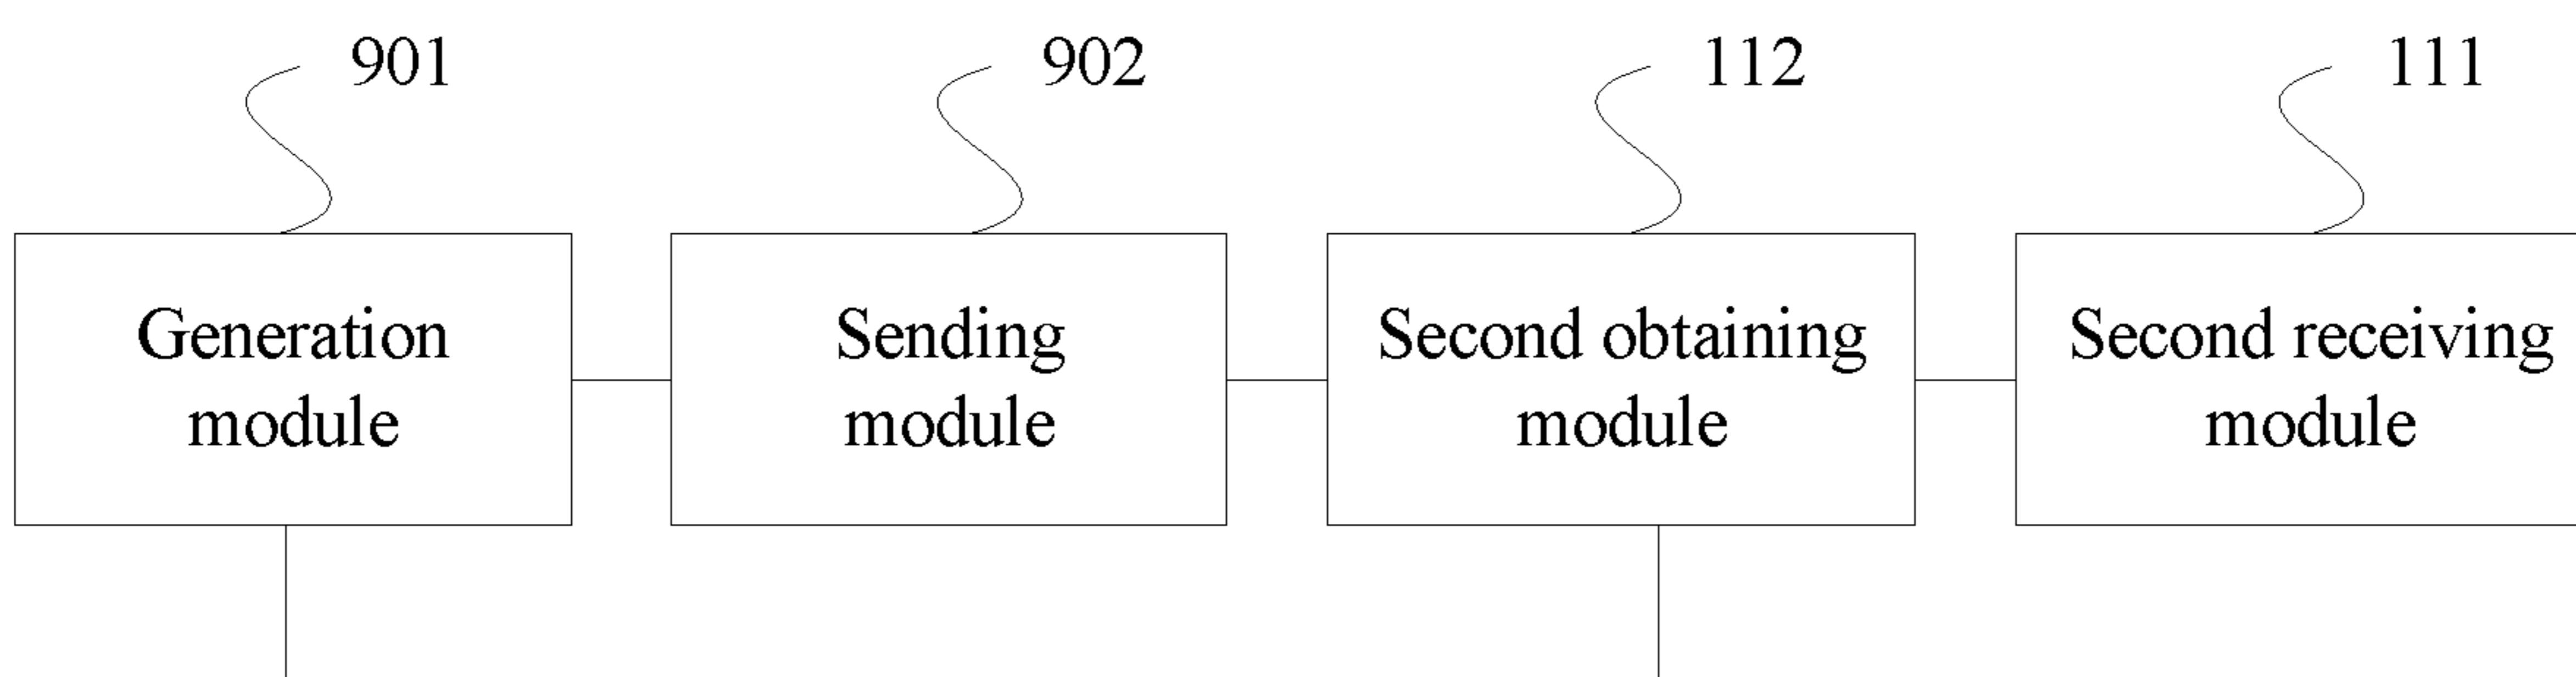 901
902
112
111
Generation
module
Sending
module
Second obtaining
module
Second receiving
module